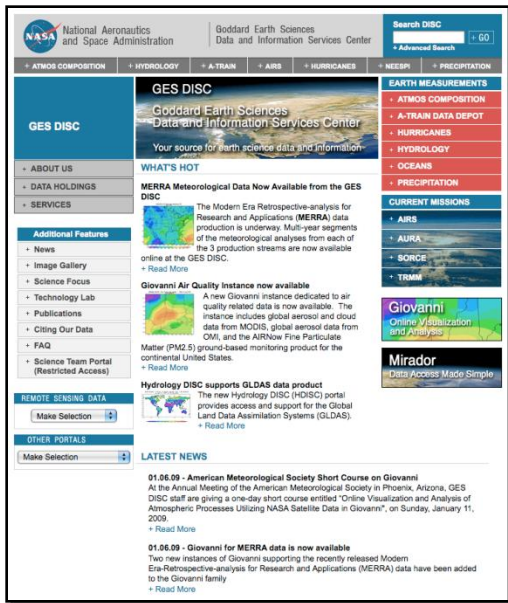 NASA
National Aeronautics
and Space Administration
Goddard Earth Sciences
Data and Information Services Center
Search DISC
+ GO
+ Advanced Search
+ ATMOS COMPOSITION
+ HYDROLOGY
+ A-TRAIN
+ AIRS
+ HURRICANES
+ NEESPI
+ PRECIPITATION
GES DISC
+ ABOUT US
+ DATA HOLDINGS
+ SERVICES
Additional Features
+ News
+ Image Gallery
+ Science Focus
+ Technology Lab
+ Publications
+ Citing Our Data
+ FAQ
+ Science Team Portal
(Restricted Access)
REMOTE SENSING DATA
Make Selection
OTHER PORTALS
Make Selection
GES DISC
Goddard Earth Sciences
Data and Information Services Center
Your source for earth science data and information
WHAT'S HOT
MERRA Meteorological Data Now Available from the GES
DISC
The Modern Era Retrospective-analysis for
Research and Applications (MERRA) data
production is underway. Multi-year segments
of the meteorological analyses from each of
the 3 production streams are now available
online at the GES DISC.
+ Read More
Giovanni Air Quality Instance now available
A new Giovanni instance dedicated to air
quality related data is now available. The
instance includes global aerosol and cloud
data from MODIS, global aerosol data from
OMI, and the AIRNow Fine Particulate
Matter (PM2.5) ground-based monitoring product for the
continental United States.
+ Read More
Hydrology DISC supports GLDAS data product
The new Hydrology DISC (HDISC) portal
provides access and support for the Global
Land Data Assimilation Systems (GLDAS).
+ Read More
LATEST NEWS
01.06.09 - American Meteorological Society Short Course on Giovanni
At the Annual Meeting of the American Meteorological Society in Phoenix, Arizona, GES
DISC staff are giving a one-day short course entitled "Online Visualization and Analysis of
Atmospheric Processes Utilizing NASA Satellite Data in Giovanni", on Sunday, January 11,
2009.
+ Read More
01.06.09 - Giovanni for MERRA data is now available
Two new instances of Giovanni supporting the recently released Modern
Era-Retrospective-analysis for Research and Applications (MERRA) data have been added
to the Giovanni family
+ Read More
EARTH MEASUREMENTS
+ ATMOS COMPOSITION
+ A-TRAIN DATA DEPOT
+ HURRICANES
+ HYDROLOGY
+ OCEANS
+ PRECIPITATION
CURRENT MISSIONS
+ AIRS
+ AURA
+ SORCE
+ TRMM
Giovanni
Online Visualization
and Analysis
Mirador
Data Access Made Simple